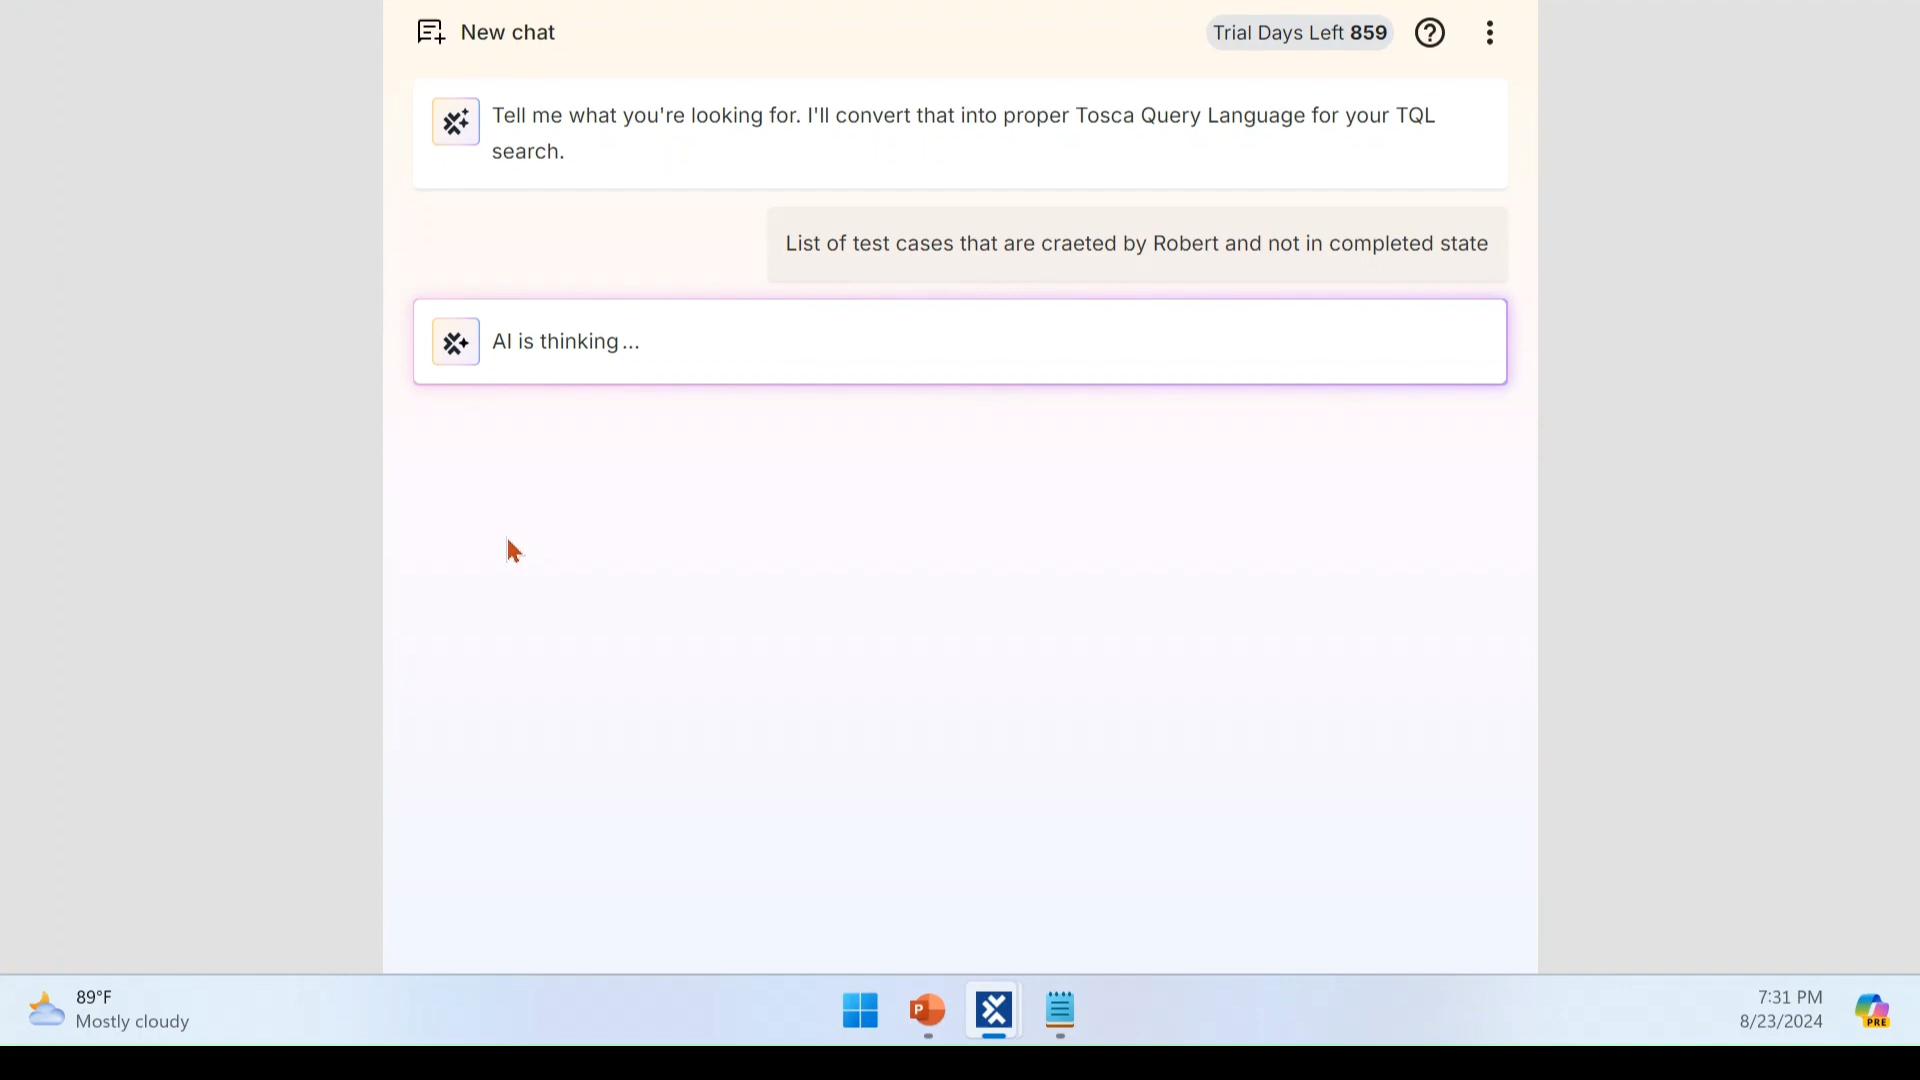 New chat
Trial Days Left 859
Tell me what you're looking for. I'll convert that into proper Tosca Query Language for your TQL
search.
List of test cases that are craeted by Robert and not in completed state
AI is thinking...
89°F
Mostly cloudy
P
7:31 PM
8/23/2024
PRE